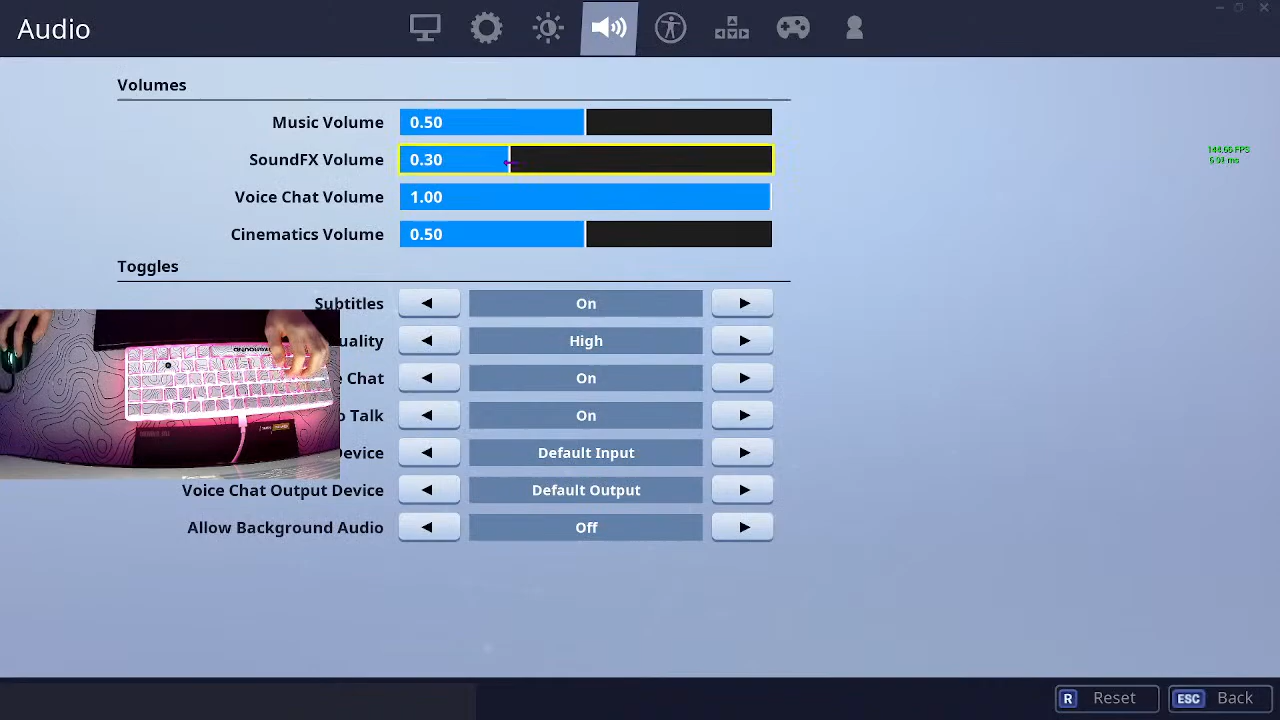 Audio
Volumes
Music Volume 0.50
SoundFX Volume 0.30
Voice Chat Volume 1.00
Cinematics Volume 0.50
Toggles
Subtitles On
uality High
Chat On
Talk On
Device Default Input
Voice Chat Output Device Default Output
Allow Background Audio Off
R Reset ESC Back